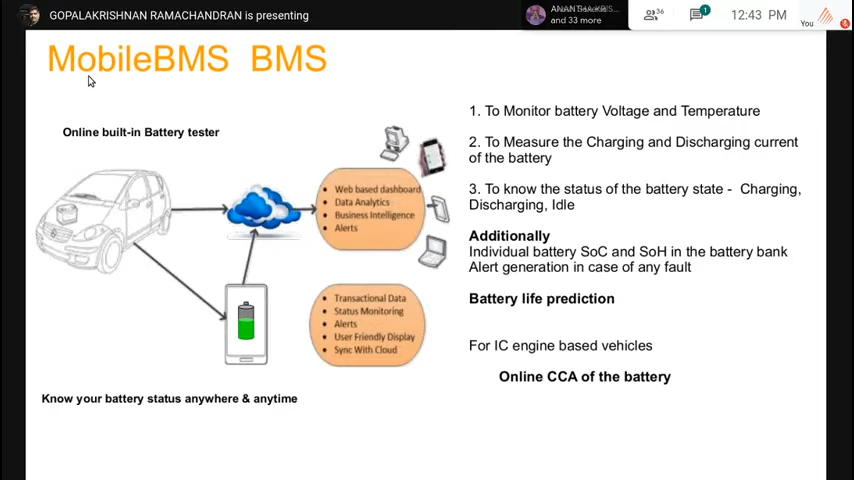 GOPALAKRISHNAN RAMACHANDRAN is presenting
and 33 more
36
1
12:43 PM
You
MobileBMS BMS
Online built-in Battery tester
Web based dashboard
Data Analytics
Business Intelligence
Alerts
Transactional Data
Status Monitoring
Alerts
User Friendly Display
Sync With Cloud
Know your battery status anywhere & anytime
1. To Monitor battery Voltage and Temperature
2. To Measure the Charging and Discharging current
of the battery
3. To know the status of the battery state - Charging,
Discharging, Idle
Additionally
Individual battery SoC and SoH in the battery bank
Alert generation in case of any fault
Battery life prediction
For IC engine based vehicles
Online CCA of the battery